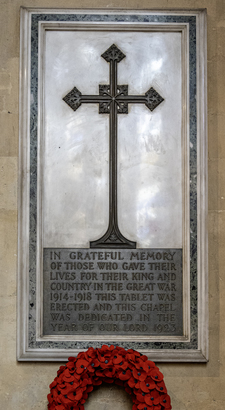 IN GRATEFUL MEMORY
OF THOSE WHO GAVE THEIR
LIVES FOR THEIR KING AND
COUNTRY IN THE GREAT WAR
1914-1918 THIS TABLET WAS
ERECTED AND THIS CHAPEL
WAS DEDICATED IN THE
YEAR OF OUR LORD 1923